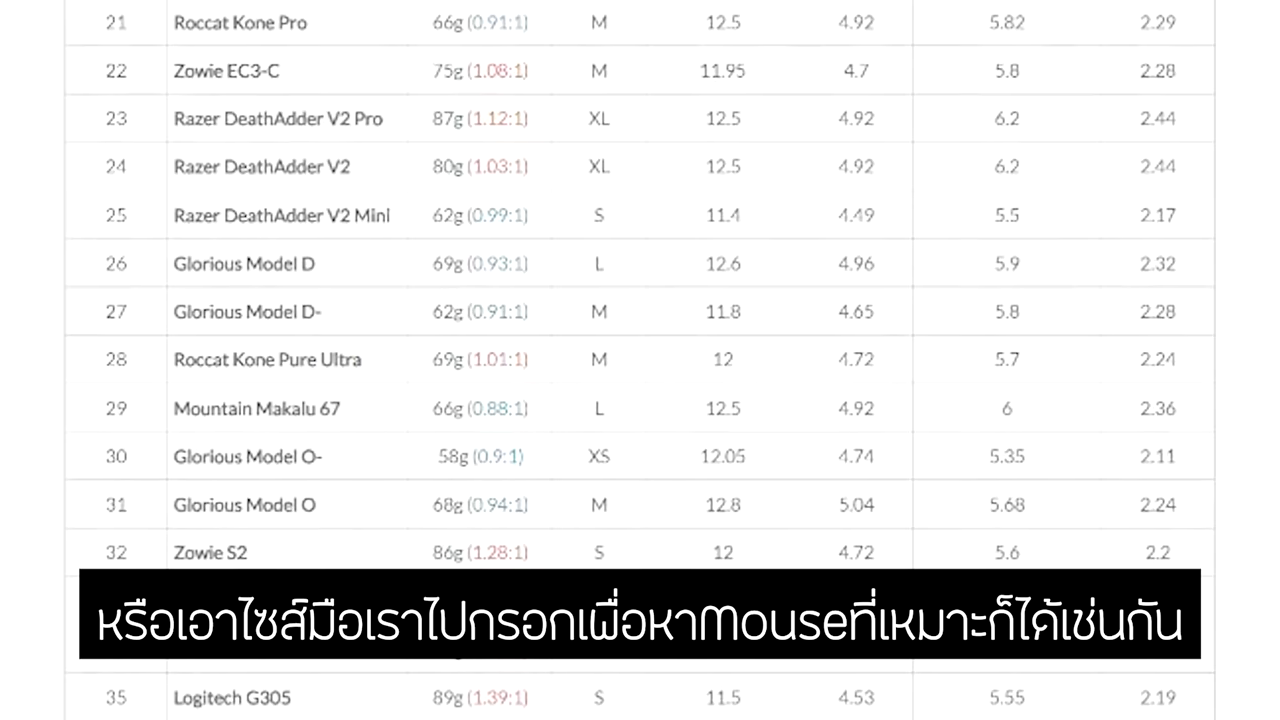 21 Roccat Kone Pro 66g (0.91:1) M 12.5 4.92 5.82 2.29
22 Zowie EC3-C 75g (1.08:1) M 11.95 4.7 5.8 2.28
23 Razer DeathAdder V2 Pro 87g (1.12:1) XL 12.5 4.92 6.2 2.44
24 Razer DeathAdder V2 80g (1.03:1) XL 12.5 4.92 6.2 2.44
25 Razer DeathAdder V2 Mini 62g (0.99:1) S 11.4 4.49 5.5 2.17
26 Glorious Model D 69g (0.93:1) L 12.6 4.96 5.9 2.32
27 Glorious Model D- 62g (0.91:1) M 11.8 4.65 5.8 2.28
28 Roccat Kone Pure Ultra 69g (1.01:1) M 12 4.72 5.7 2.24
29 Mountain Makalu 67 66g (0.88:1) L 12.5 4.92 6 2.36
30 Glorious Model O- 58g (0.9:1) XS 12.05 4.74 5.35 2.11
31 Glorious Model O 68g (0.94:1) M 12.8 5.04 5.68 2.24
32 Zowie S2 86g (1.28:1) S 12 4.72 5.6 2.2
หรือเอาไซส์มือเราไปกรอกเพื่อหาMouseที่เหมาะก็ได้เช่นกัน
35 Logitech G305 89g (1.39:1) S 11.5 4.53 5.55 2.19